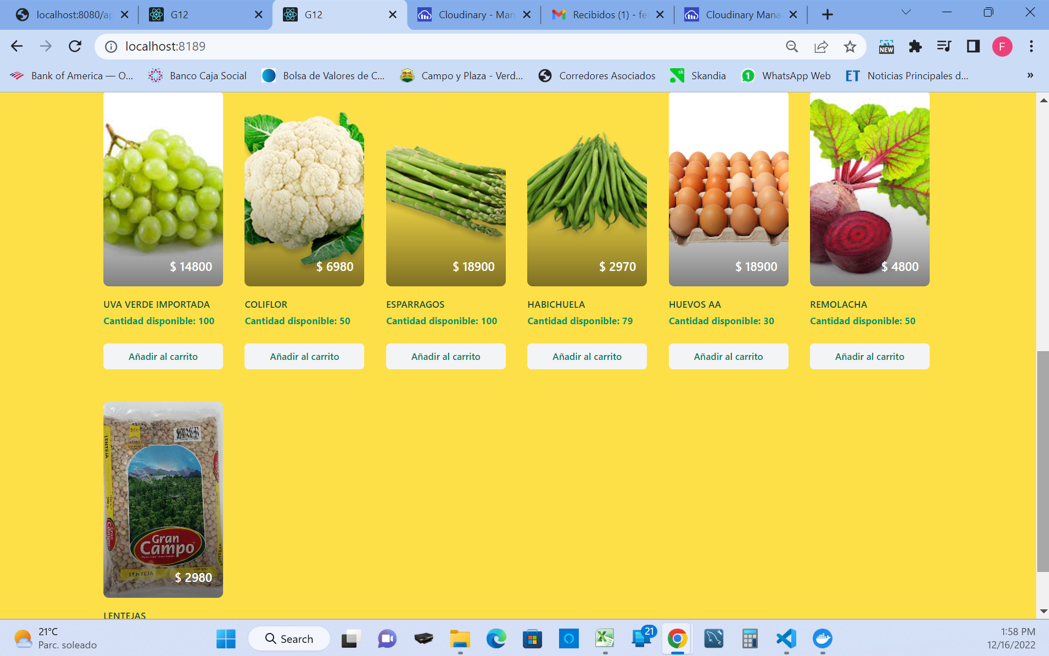 localhost:8080/a
G12
G12
Cloudinary - Mar
Recibidos (1) - fe
Cloudinary Mana
localhost:8189
NEW
F
Bank of America — O...
Banco Caja Social
Bolsa de Valores de C...
Campo y Plaza - Verd...
Corredores Asociados
Skandia
1
WhatsApp Web
ET
Noticias Principales d...
»
$ 14800
$ 6980
$ 18900
$ 2970
$ 18900
$ 4800
UVA VERDE IMPORTADA
COLIFLOR
ESPARRAGOS
HABICHUELA
HUEVOS AA
REMOLACHA
Cantidad disponible: 100
Cantidad disponible: 50
Cantidad disponible: 100
Cantidad disponible: 79
Cantidad disponible: 30
Cantidad disponible: 50
Añadir al carrito
Añadir al carrito
Añadir al carrito
Añadir al carrito
Añadir al carrito
Añadir al carrito
Gran
Campo
$ 2980
LENTEJAS
21°C
Parc. soleado
Search
21
1:58 PM
12/16/2022